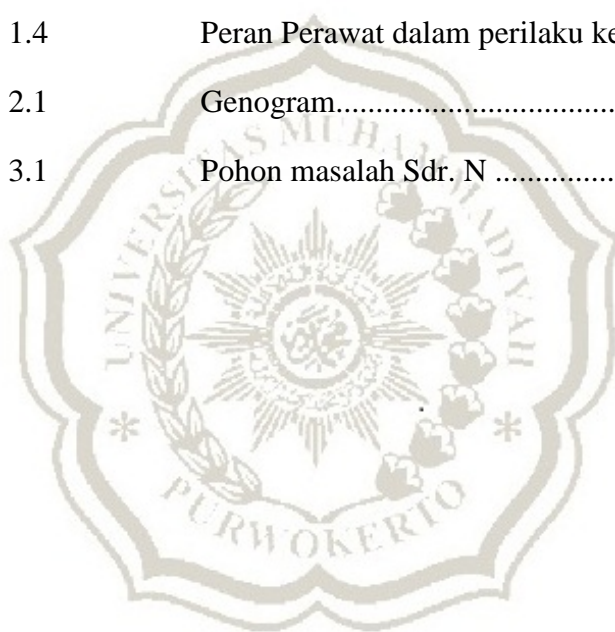 1.4 Peran Perawat dalam perilaku ke
2.1 Genogram
3.1 Pohon masalah Sdr. N
UNIVERSITAS MUHAMMADIYAH
PURWOKERTO